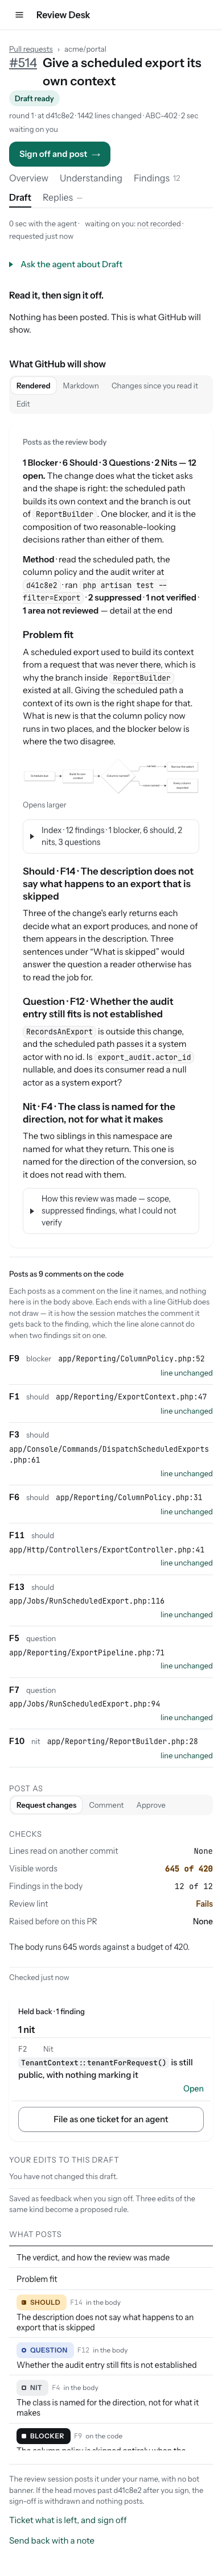 Review Desk
Pull requests › acme/portal
#514 Give a scheduled export its
own context
Draft ready
round 1 · at d41c8e2 · 1442 lines changed · ABC-402 · 2 sec
waiting on you
Sign off and post →
Overview Understanding Findings 12
Draft Replies —
0 sec with the agent · waiting on you: not recorded ·
requested just now
Ask the agent about Draft
Read it, then sign it off.
Nothing has been posted. This is what GitHub will
show.
What GitHub will show
Rendered Markdown Changes since you read it
Edit
Posts as the review body
1 Blocker · 6 Should · 3 Questions · 2 Nits — 12
open. The change does what the ticket asks
and the shape is right: the scheduled path
builds its own context and the branch is out
of ReportBuilder. One blocker, and it is the
composition of two reasonable-looking
decisions rather than either of them.
Method · read the scheduled path, the
column policy and the audit writer at
d41c8e2 · ran php artisan test --
filter=Export · 2 suppressed · 1 not verified ·
1 area not reviewed — detail at the end
Problem fit
A scheduled export used to build its context
from a request that was never there, which is
why the branch inside ReportBuilder
existed at all. Giving the scheduled path a
context of its own is the right shape for that.
What is new is that the column policy now
runs in two places, and the blocker below is
where the two disagree.
Opens larger
Index · 12 findings · 1 blocker, 6 should, 2
nits, 3 questions
Should · F14 · The description does not
say what happens to an export that is
skipped
Three of the change's early returns each
decide what an export produces, and none of
them appears in the description. Three
sentences under “What is skipped” would
answer the question a reader otherwise has
to read the job for.
Question · F12 · Whether the audit
entry still fits is not established
RecordsAnExport is outside this change,
and the scheduled path passes it a system
actor with no id. Is export_audit.actor_id
nullable, and does its consumer read a null
user as a system export?
Nit · F4 · The class is named for the
direction, not for what it makes
The two siblings in this namespace are
named for what they return. This one is
named for the direction of the conversion, so
it does not read with them.
How this review was made — scope,
suppressed findings, what I could not
verify
Posts as 9 comments on the code
Each posts as a comment on the line it names, and nothing
here is in the body above. Each ends with a line GitHub does
not draw — it is how the session matches the comment it
gets back to this finding, which the line alone cannot do
when two findings sit on one.
F9 blocker app/Reporting/ColumnPolicy.php:52
line unchanged
F1 should app/Reporting/ExportContext.php:47
line unchanged
F3 should
app/Console/Commands/DispatchScheduledExports
.php:61
line unchanged
F6 should app/Reporting/ColumnPolicy.php:31
line unchanged
F11 should
app/Http/Controllers/ExportController.php:41
line unchanged
F13 should
app/Jobs/RunScheduledExport.php:116
line unchanged
F5 question
app/Reporting/ExportPipeline.php:71
line unchanged
F7 question
app/Jobs/RunScheduledExport.php:94
line unchanged
F10 nit app/Reporting/ReportBuilder.php:28
line unchanged
POST AS
Request changes Comment Approve
CHECKS
Lines read on another commit None
Visible words 645 of 420
Findings in the body 12 of 12
Review lint Fails
Raised before on this PR None
The body runs 645 words against a budget of 420.
Checked just now
Held back · 1 finding
1 nit
F2 Nit
TenantContext::tenantForRequest() is still
public, with nothing marking it
Open
File as one ticket for an agent
YOUR EDITS TO THIS DRAFT
You have not changed this draft.
Saved as feedback when you sign off. Three edits of the
same kind become a proposed rule.
WHAT POSTS
The verdict, and how the review was made
Problem fit
SHOULD F14 in the body
The description does not say what happens to an
export that is skipped
QUESTION F12 in the body
Whether the audit entry still fits is not established
NIT F4 in the body
The class is named for the direction, not for what it
makes
BLOCKER F9 on the code
The review session posts it under your name, with no bot
banner. If the head moves past d41c8e2 after you sign, the
sign-off is withdrawn and nothing posts.
Ticket what is left, and sign off
Send back with a note